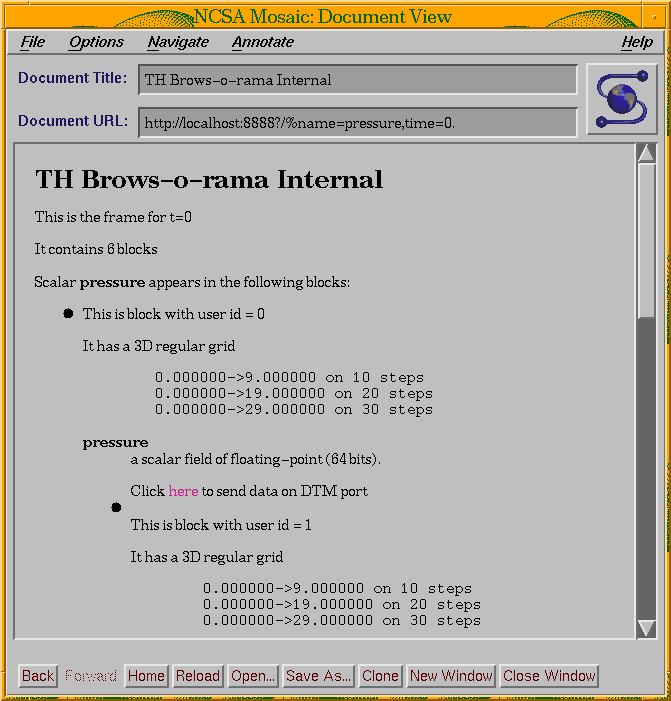 NCSA Mosaic: Document View
File Options Navigate Annotate Help
Document Title: TH Brows-o-rama Internal
Document URL: http://localhost:8888?/%name=pressure,time=0.
TH Brows-o-rama Internal
This is the frame for t=0
It contains 6 blocks
Scalar pressure appears in the following blocks:
This is block with user id = 0
It has a 3D regular grid
0.000000->9.000000 on 10 steps
0.000000->19.000000 on 20 steps
0.000000->29.000000 on 30 steps
pressure
a scalar field of floating-point (64 bits).
Click here to send data on DTM port
This is block with user id = 1
It has a 3D regular grid
0.000000->9.000000 on 10 steps
0.000000->19.000000 on 20 steps
0.000000->29.000000 on 30 steps
Back Forward Home Reload Open... Save As... Clone New Window Close Window